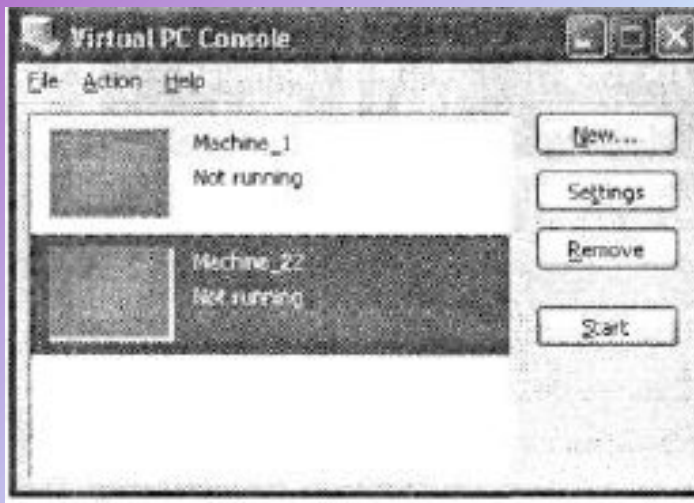 Virtual PC Console
File Action Help
Machine_1
Not running
Machine_22
Not running
New...
Settings
Remove
Start